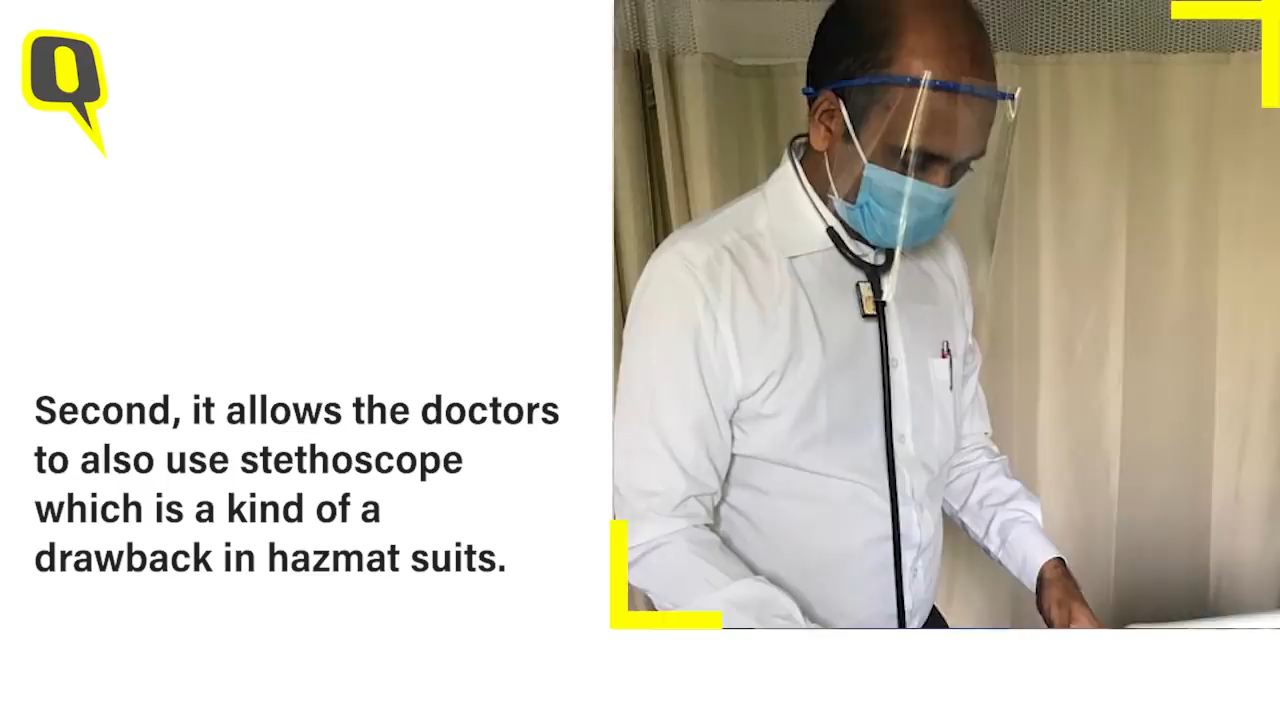 Q
Second, it allows the doctors
to also use stethoscope
which is a kind of a
drawback in hazmat suits.